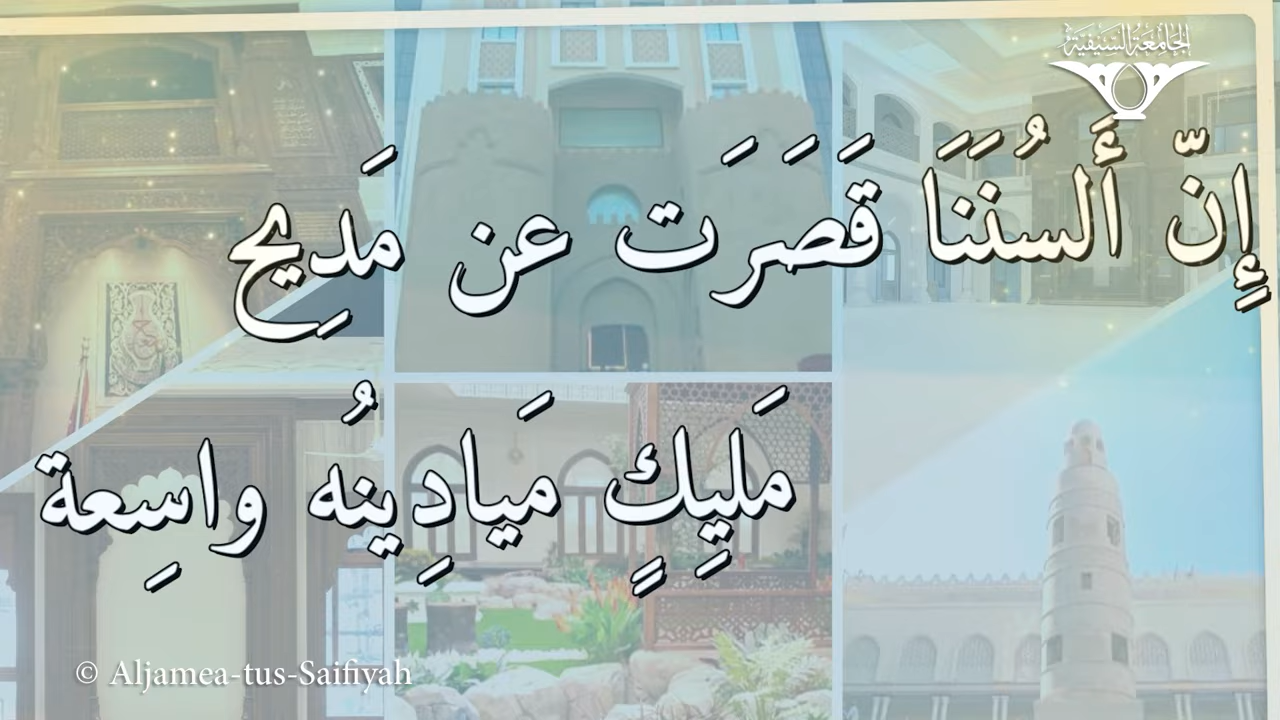 الجامعة السيفية
إِنّ أَلسُنَنَا قَصَرَت عن مَدِيح
مَلِيكٍ مَيادِينُه واسِعة
© Aljamea-tus-Saifiyah